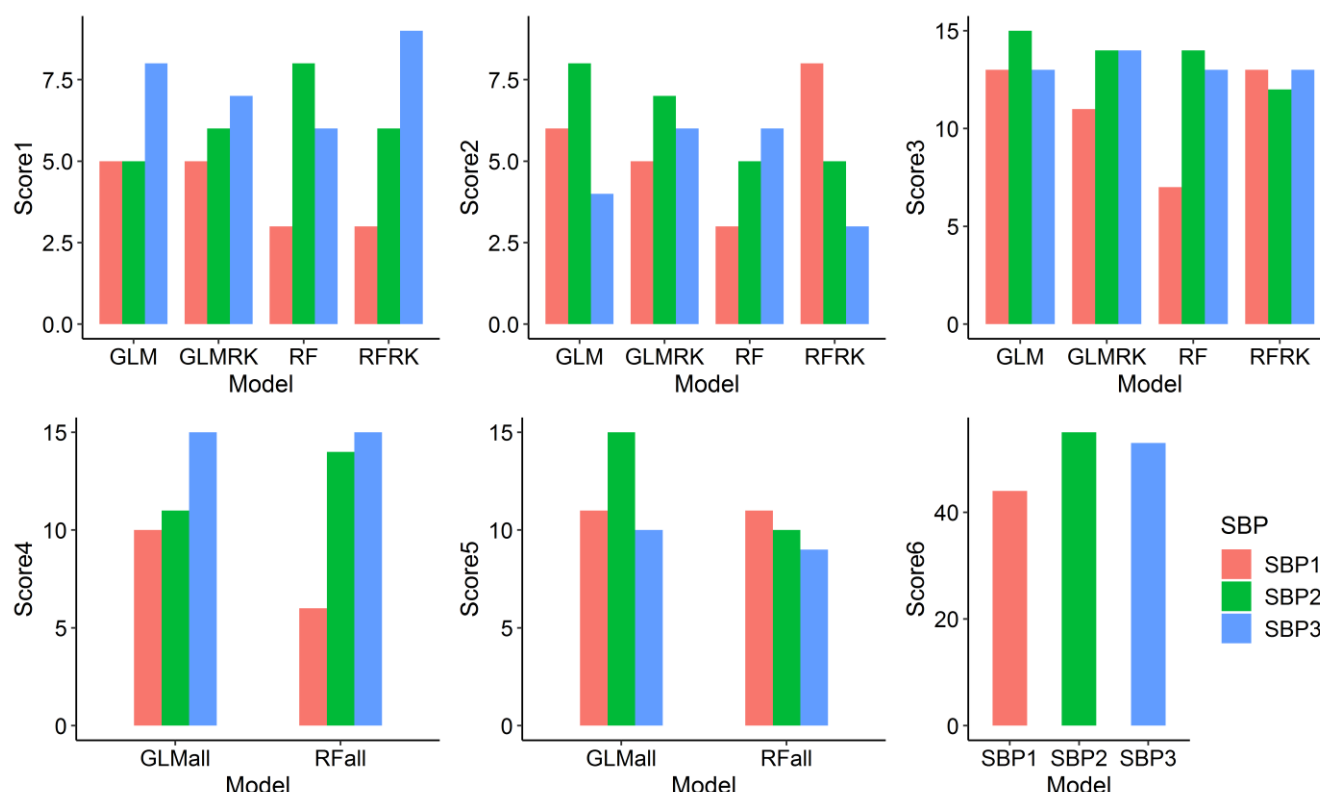 Score1
7.5
5.0
2.5
0.0
GLM GLMRK RF RFRK
Model
Score2
7.5
5.0
2.5
0.0
GLM GLMRK RF RFRK
Model
Score3
15
10
5
0
GLM GLMRK RF RFRK
Model
Score4
15
10
5
0
GLMall RFall
Model
Score5
15
10
5
0
GLMall RFall
Model
Score6
40
20
0
SBP1 SBP2 SBP3
Model
SBP
SBP1
SBP2
SBP3